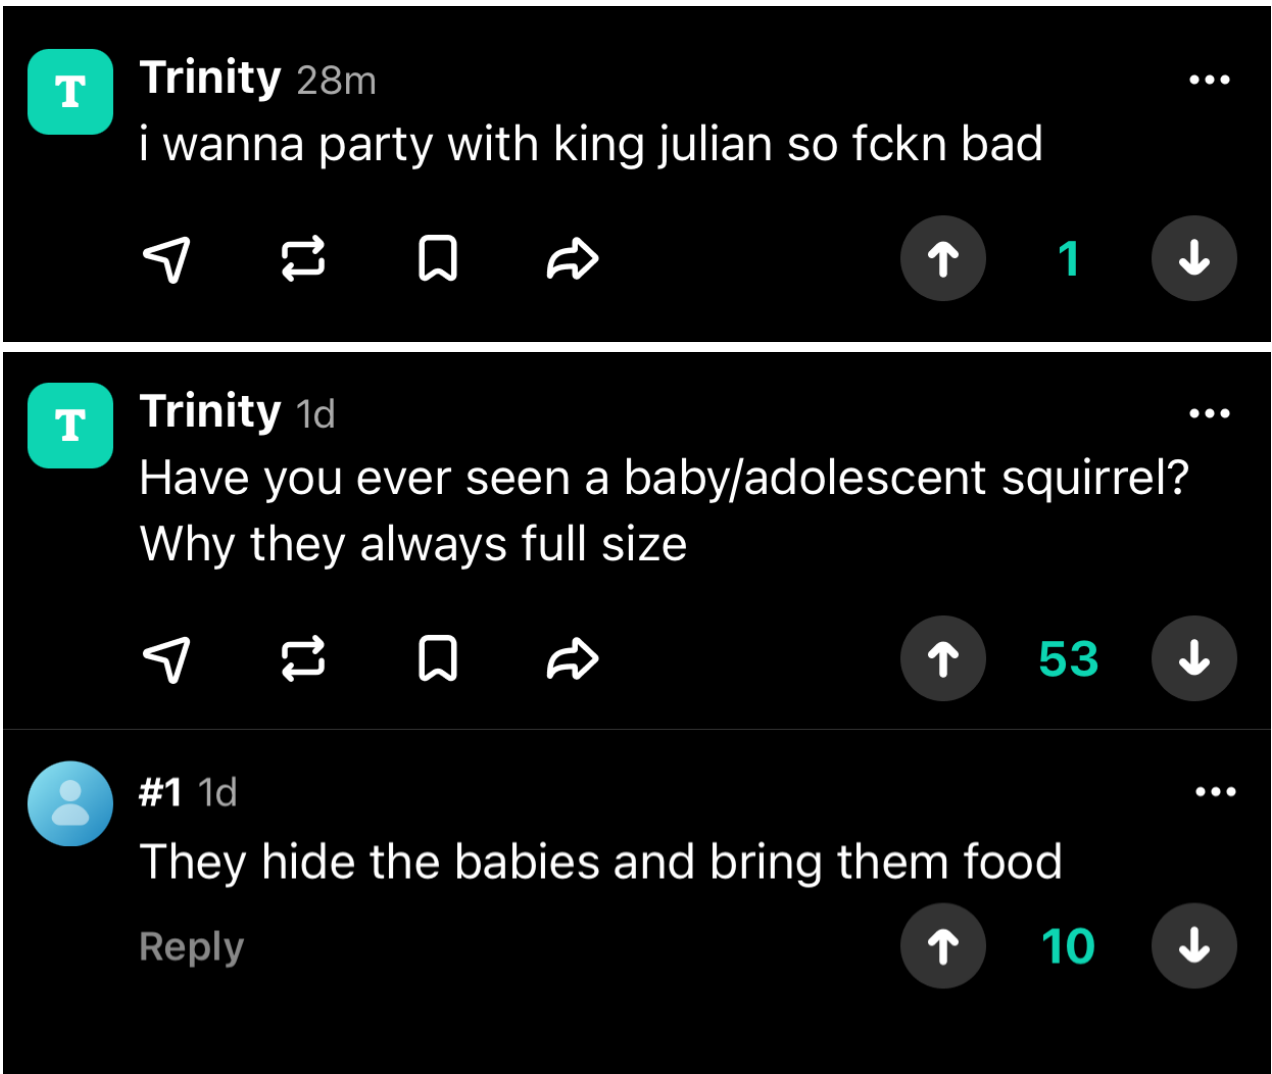 T
Trinity 28m
i wanna party with king julian so fckn bad
1
T
Trinity 1d
Have you ever seen a baby/adolescent squirrel?
Why they always full size
53
#1 1d
They hide the babies and bring them food
Reply
10